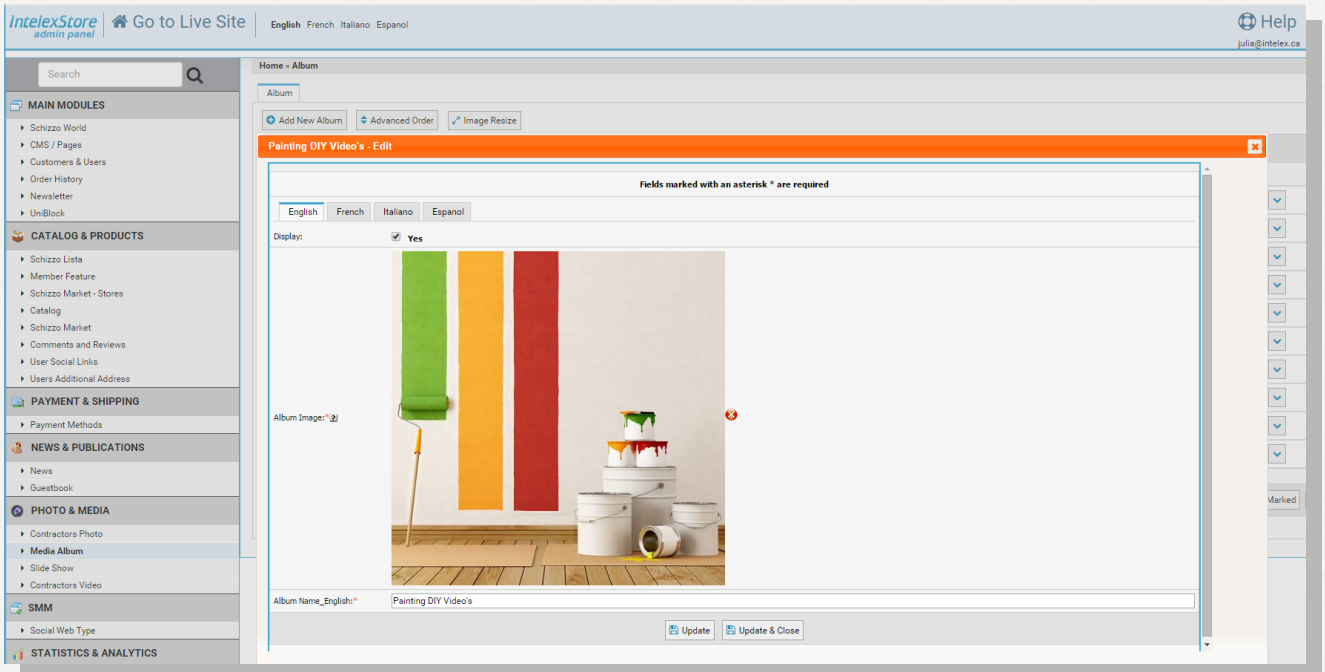 IntelexStore admin panel Go to Live Site English French Italiano Espanol Help
julia@intelex.ca
Search
MAIN MODULES
Schizzo World
CMS / Pages
Customers & Users
Order History
Newsletter
UniBlock
CATALOG & PRODUCTS
Schizzo Lista
Member Feature
Schizzo Market - Stores
Catalog
Schizzo Market
Comments and Reviews
User Social Links
Users Additional Address
PAYMENT & SHIPPING
Payment Methods
NEWS & PUBLICATIONS
News
Guestbook
PHOTO & MEDIA
Contractors Photo
Media Album
Slide Show
Contractors Video
SMM
Social Web Type
STATISTICS & ANALYTICS
Home » Album
Album
Add New Album Advanced Order Image Resize
Painting DIY Video's - Edit
Fields marked with an asterisk * are required
English French Italiano Espanol
Display: Yes
Album Image:*
Album Name_English:* Painting DIY Video's
Update Update & Close
Marked